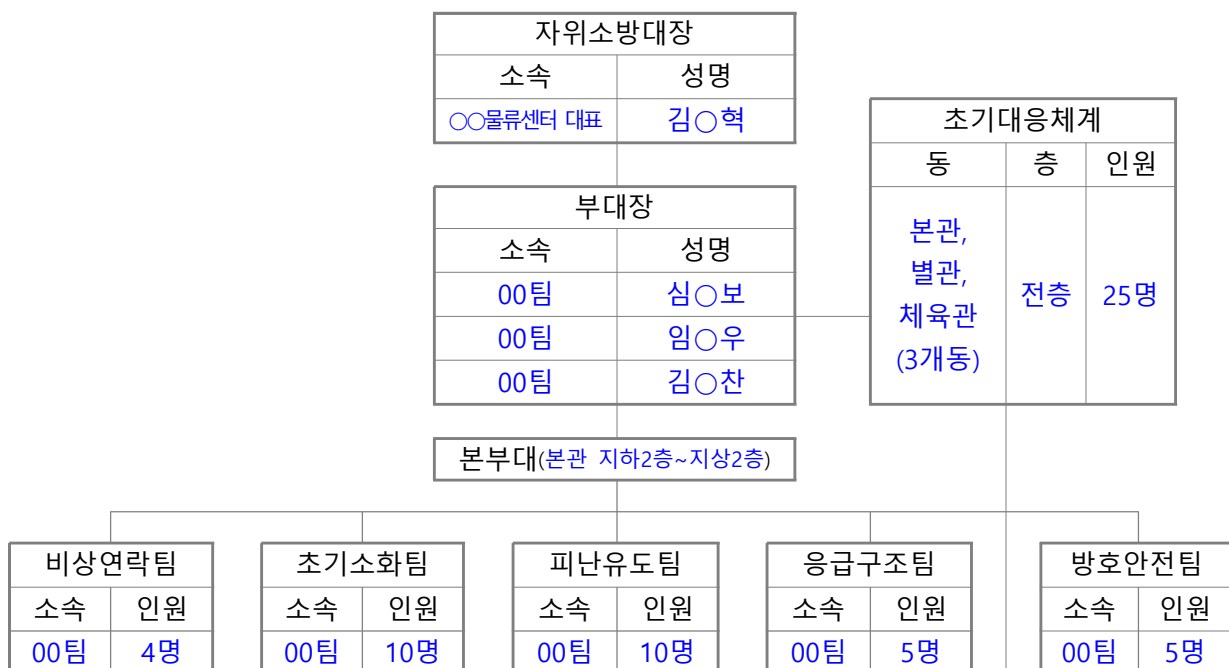 자위소방대장
소속 성명
○○물류센터 대표 김○혁
초기대응체계
동 층 인원
본관,
별관,
체육관
(3개동)
전층 25명
부대장
소속 성명
00팀 심○보
00팀 임○우
00팀 김○찬
본부대(본관 지하2층~지상2층)
비상연락팀 초기소화팀 피난유도팀 응급구조팀 방호안전팀
소속 인원 소속 인원 소속 인원 소속 인원 소속 인원
00팀 4명 00팀 10명 00팀 10명 00팀 5명 00팀 5명